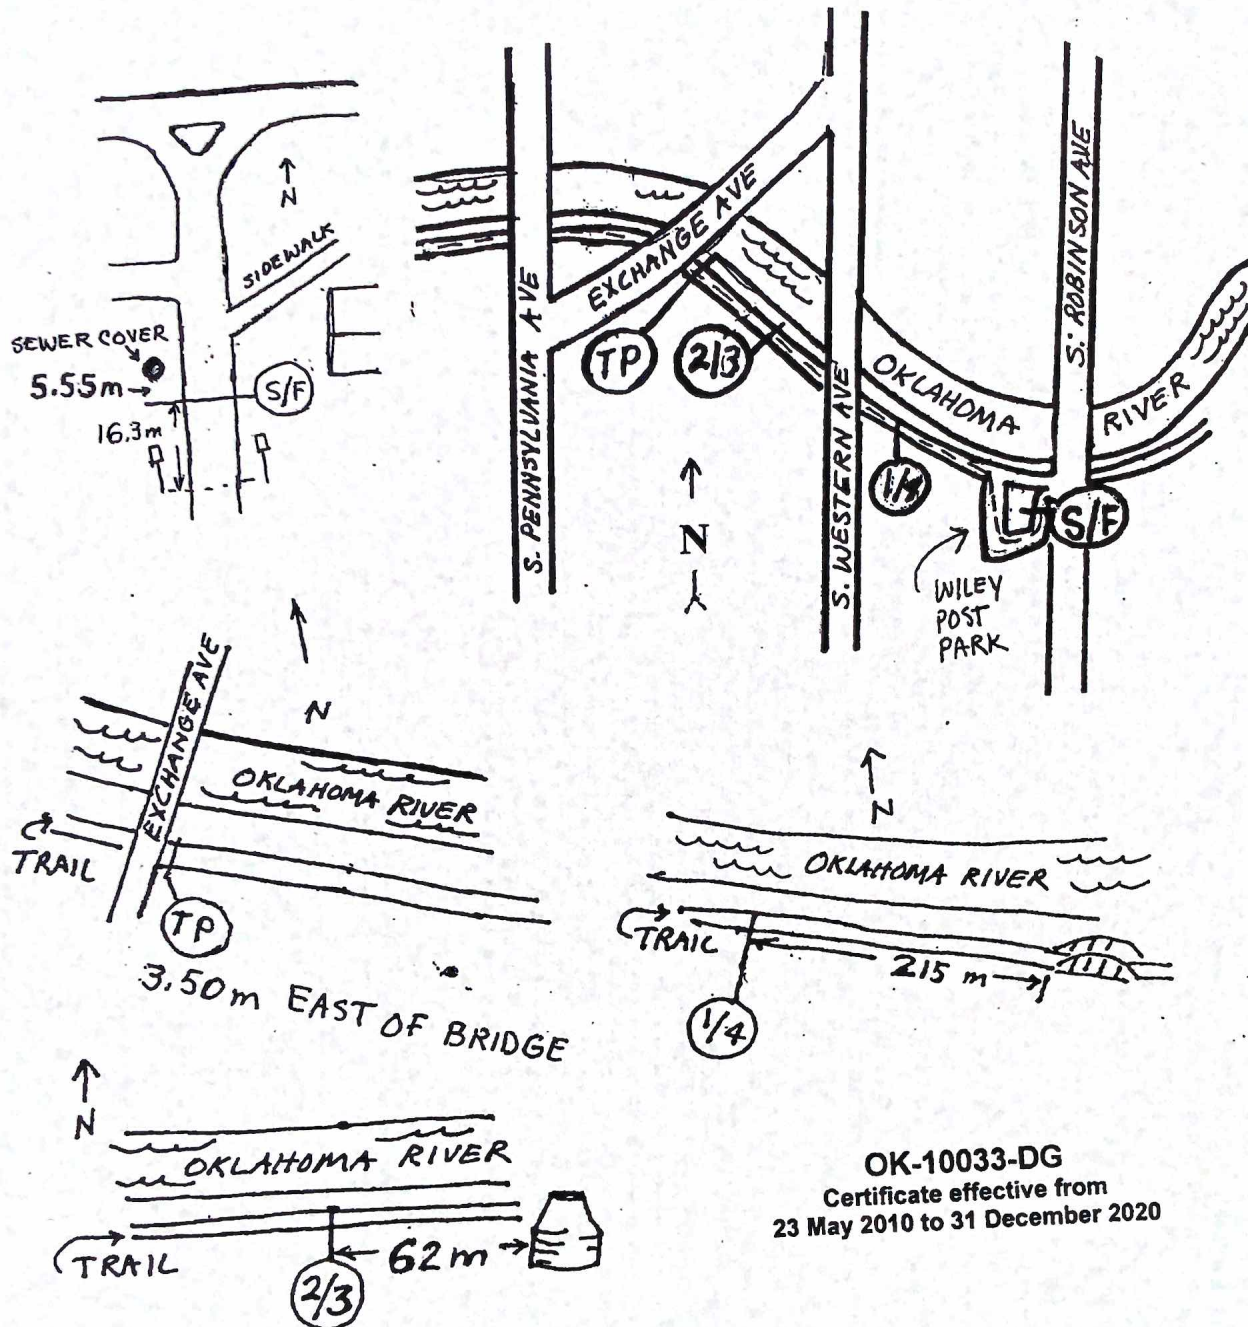 N
SIDEWALK
SEWER COVER
5.55m
S/F
16.3m
S. PENNSYLVANIA AVE
EXCHANGE AVE
S. WESTERN AVE
S. ROBINSON AVE
OKLAHOMA
RIVER
TP
2/3
1/4
S/F
N
WILEY
POST
PARK
N
EXCHANGE AVE
OKLAHOMA RIVER
TRAIL
TP
3.50m EAST OF BRIDGE
N
OKLAHOMA RIVER
TRAIL
215 m
1/4
N
OKLAHOMA RIVER
TRAIL
62m
2/3
OK-10033-DG
Certificate effective from
23 May 2010 to 31 December 2020